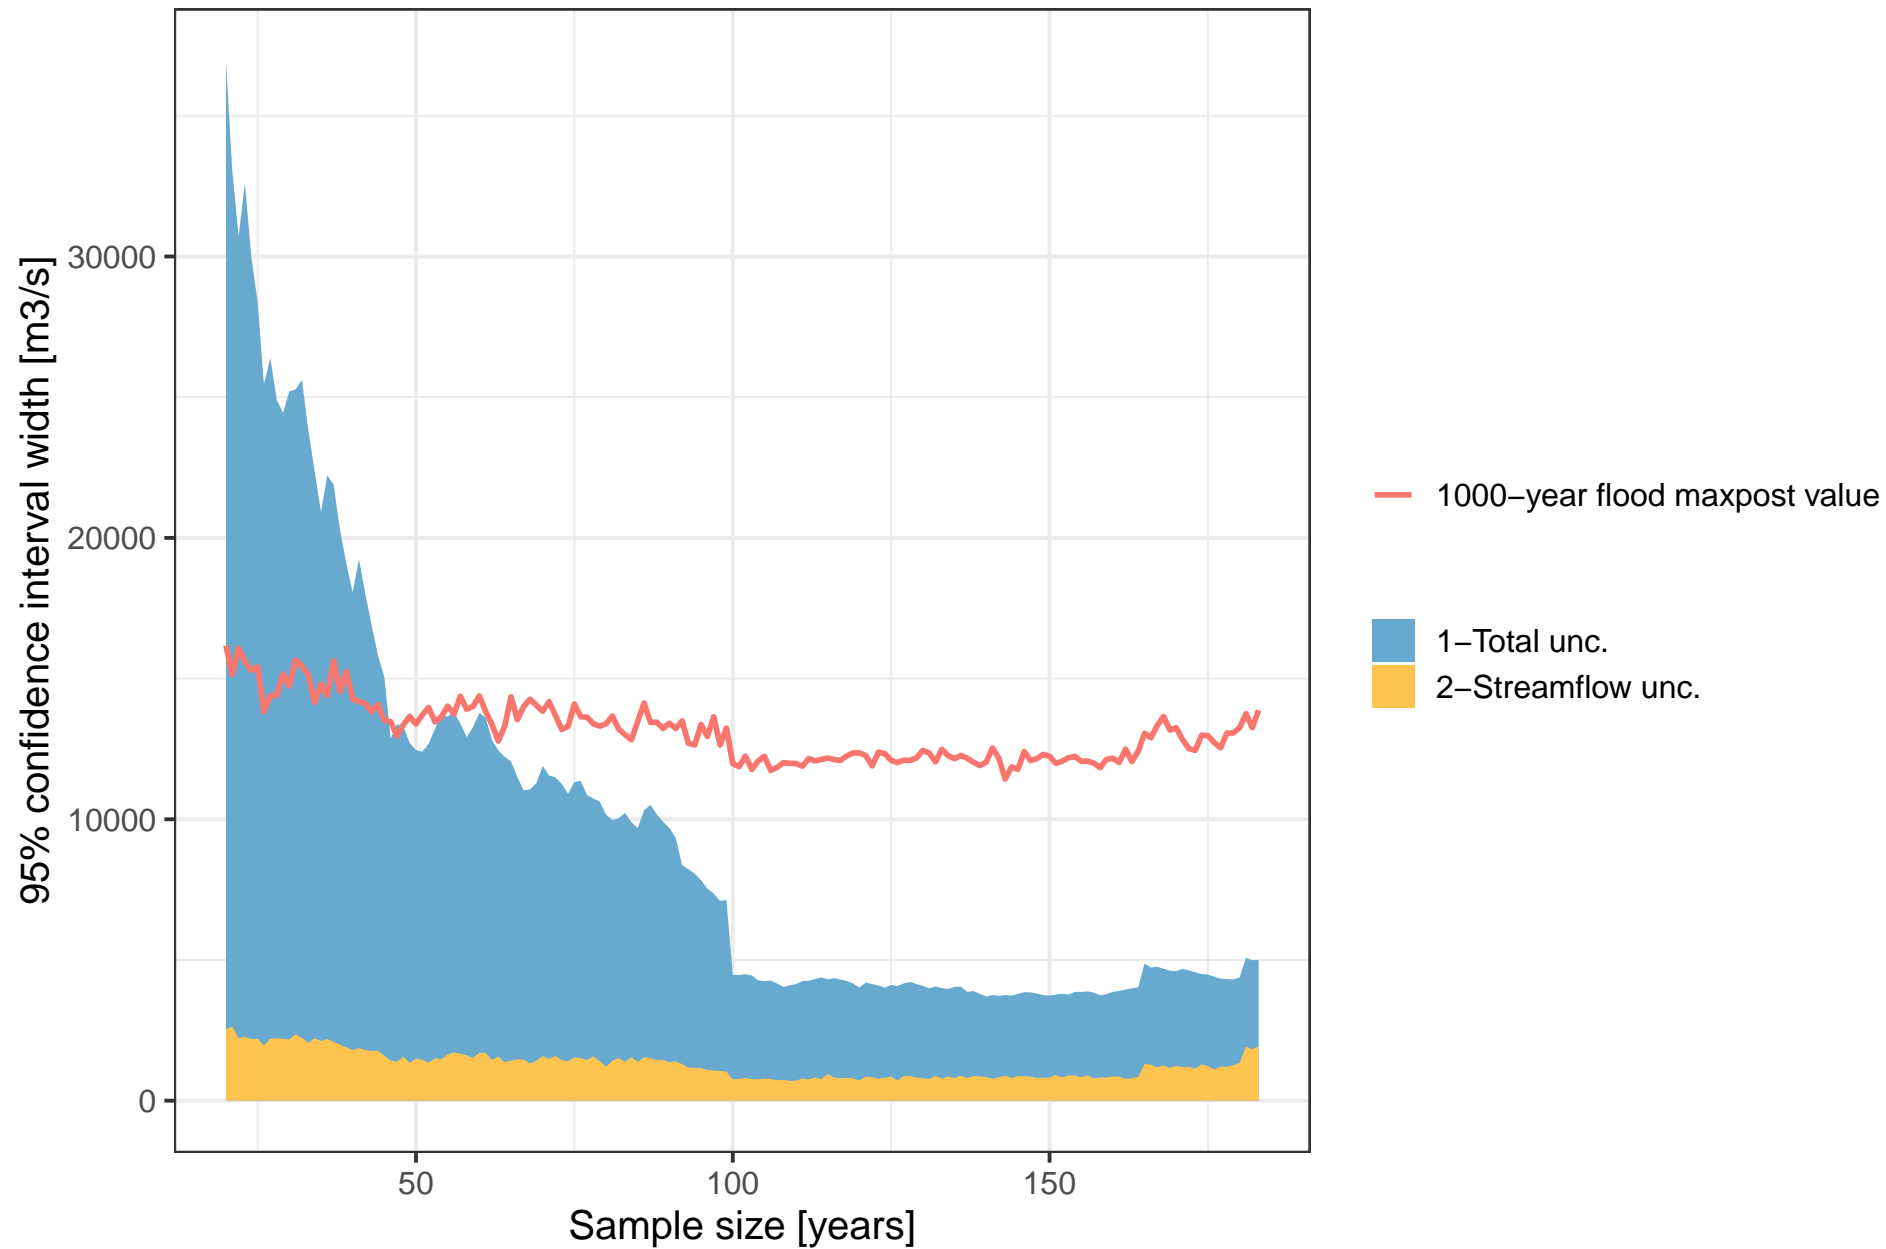 95% confidence interval width [m3/s]
30000
20000
10000
0
50
100
150
Sample size [years]
1000−year flood maxpost value
1−Total unc.
2−Streamflow unc.